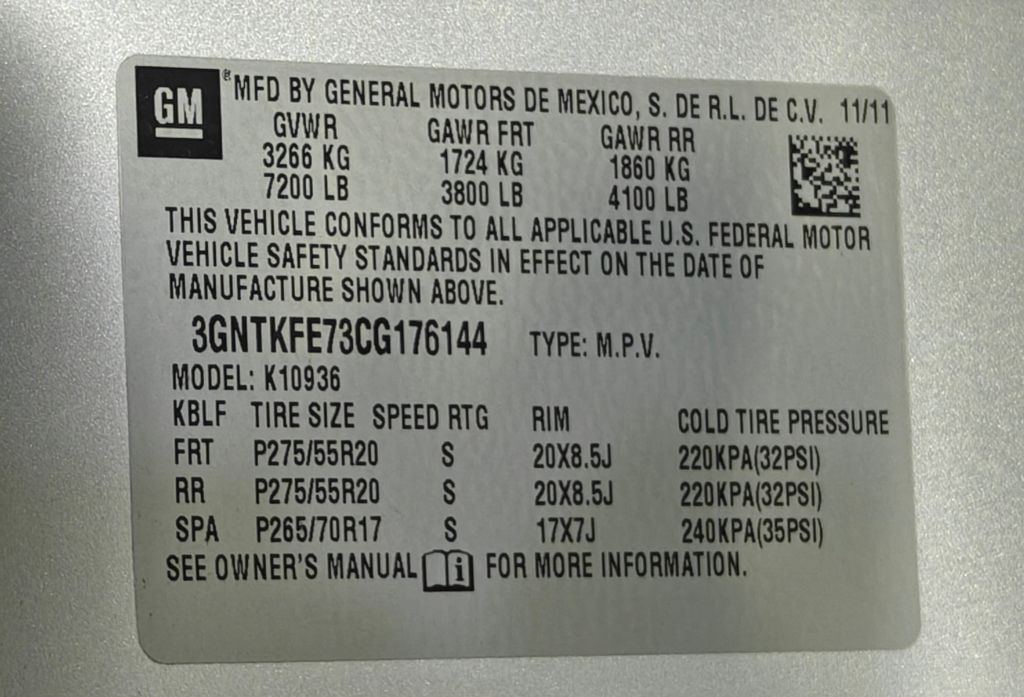 GM ® MFD BY GENERAL MOTORS DE MEXICO, S. DE R.L. DE C.V. 11/11
GVWR GAWR FRT GAWR RR
3266 KG 1724 KG 1860 KG
7200 LB 3800 LB 4100 LB
THIS VEHICLE CONFORMS TO ALL APPLICABLE U.S. FEDERAL MOTOR
VEHICLE SAFETY STANDARDS IN EFFECT ON THE DATE OF
MANUFACTURE SHOWN ABOVE.
3GNTKFE73CG176144 TYPE: M.P.V.
MODEL: K10936
KBLF TIRE SIZE SPEED RTG RIM COLD TIRE PRESSURE
FRT P275/55R20 S 20X8.5J 220KPA(32PSI)
RR P275/55R20 S 20X8.5J 220KPA(32PSI)
SPA P265/70R17 S 17X7J 240KPA(35PSI)
SEE OWNER'S MANUAL i FOR MORE INFORMATION.